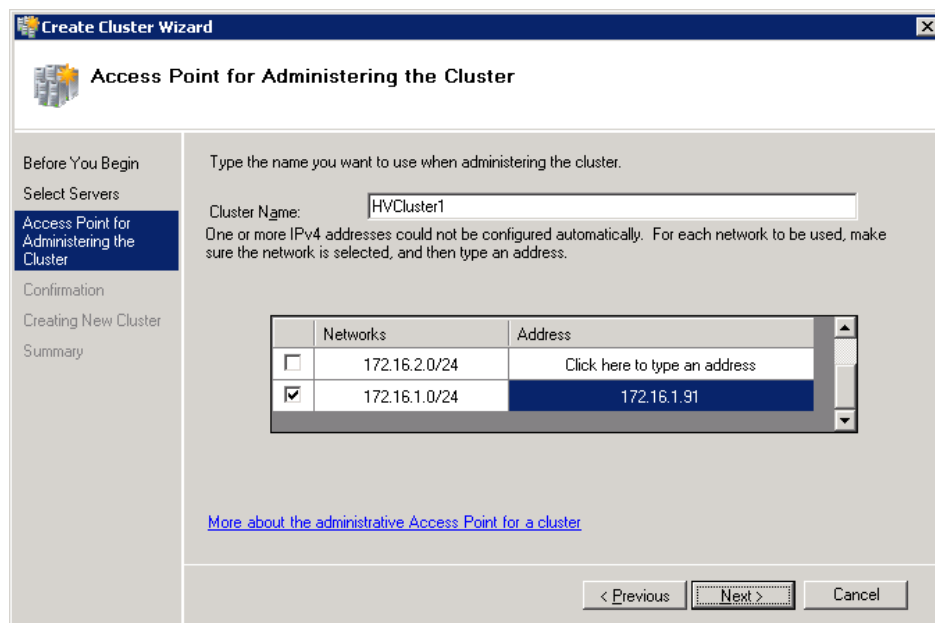 Create Cluster Wizard
Access Point for Administering the Cluster
Before You Begin
Select Servers
Access Point for
Administering the
Cluster
Confirmation
Creating New Cluster
Summary
Type the name you want to use when administering the cluster.
Cluster Name: HVCluster1
One or more IPv4 addresses could not be configured automatically. For each network to be used, make
sure the network is selected, and then type an address.
Networks Address
172.16.2.0/24 Click here to type an address
172.16.1.0/24 172.16.1.91
More about the administrative Access Point for a cluster
< Previous Next > Cancel